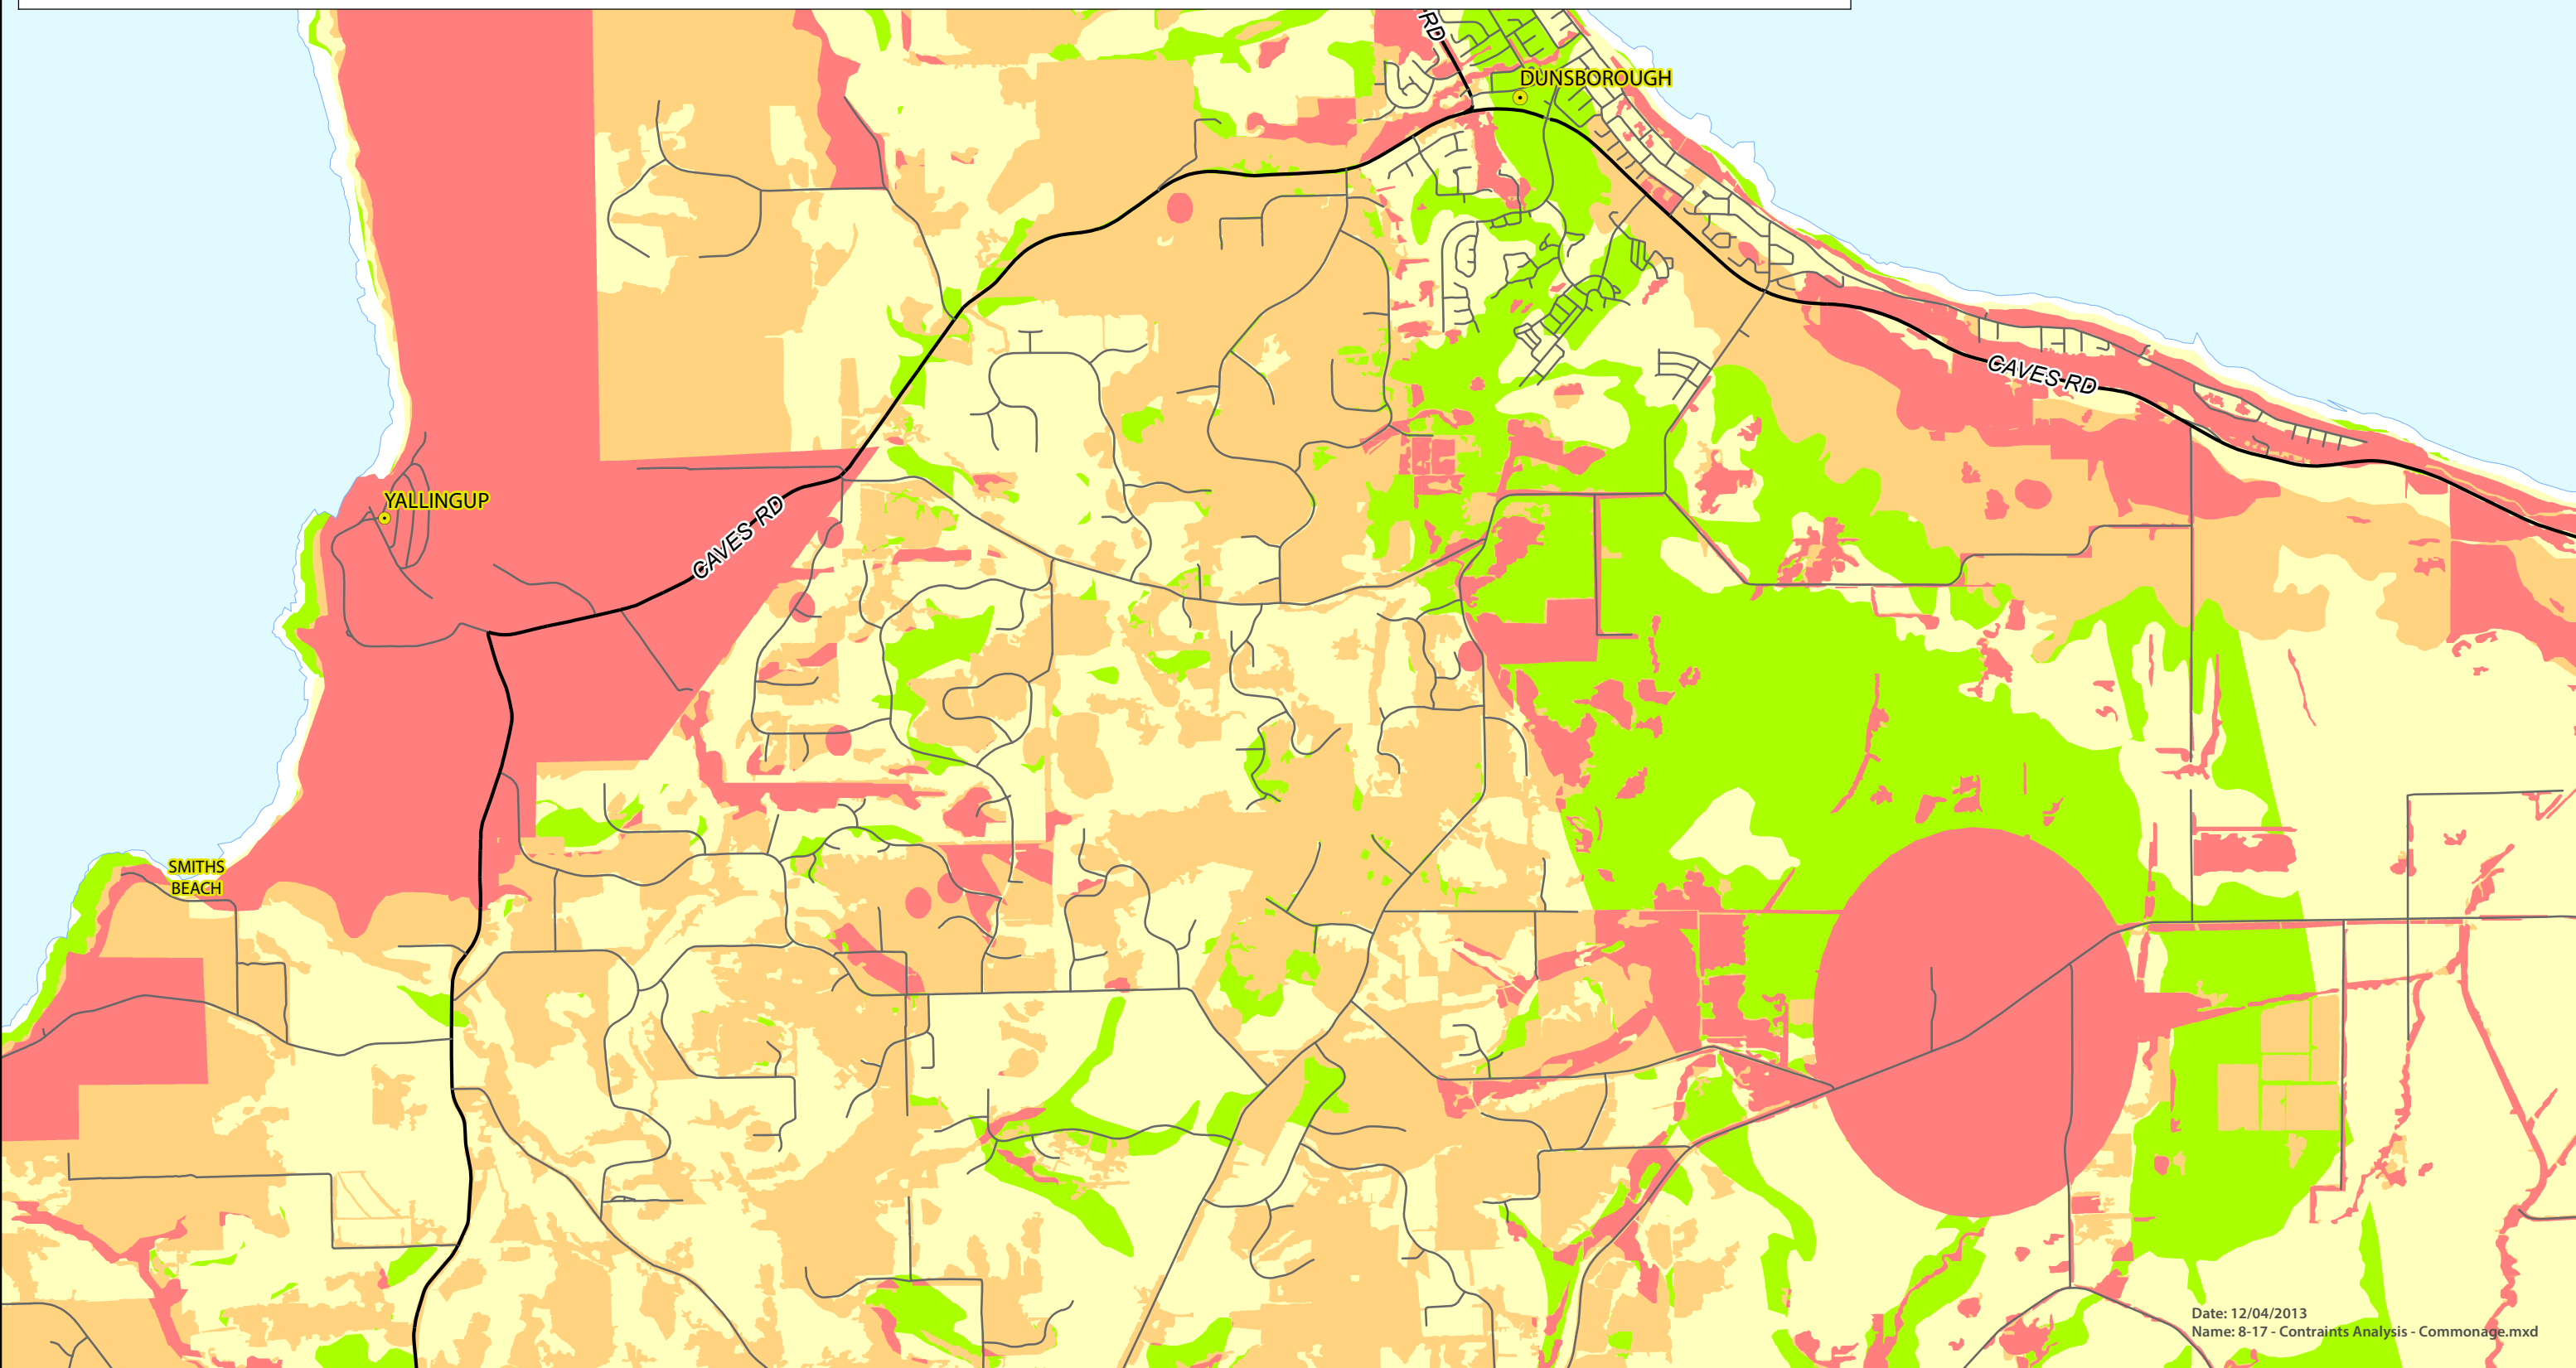 RD
DUNSBOROUGH
CAVES RD
YALLINGUP
CAVES RD
SMITHS
BEACH
Date: 12/04/2013
Name: 8-17 - Contraints Analysis - Commonage.mxd